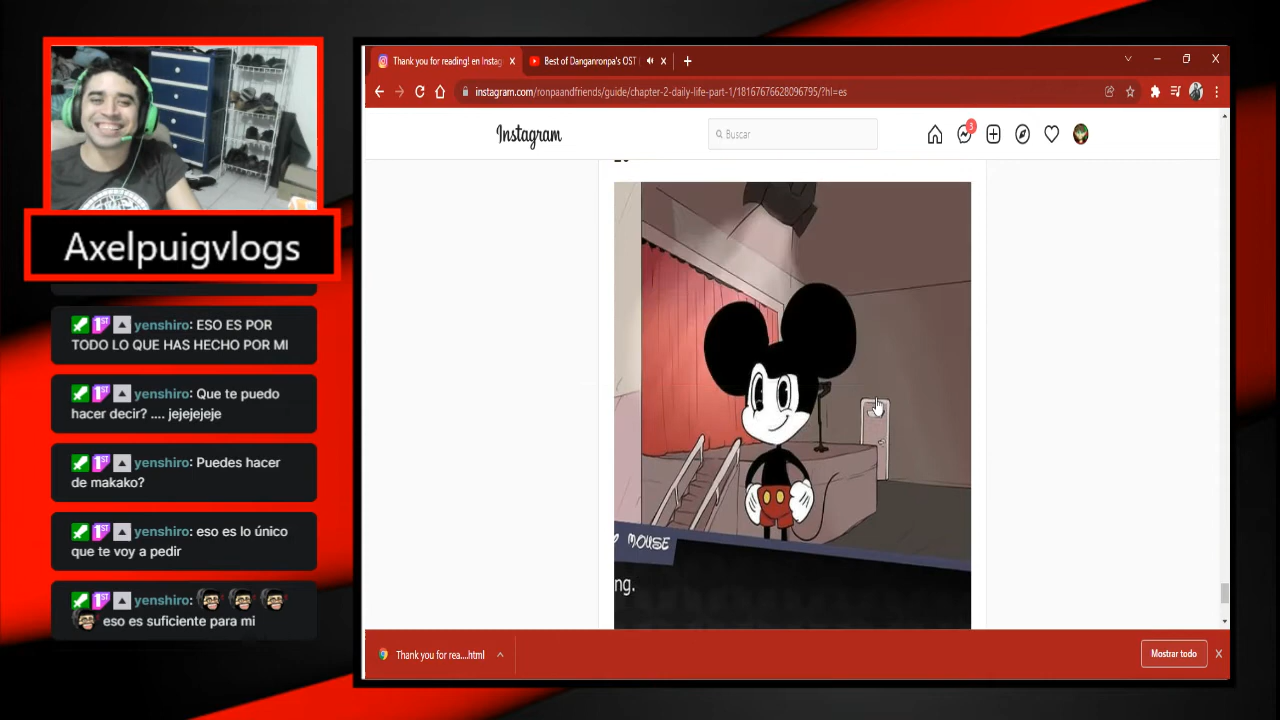 Thank you for reading! en Instag
Best of Danganronpa's OST
instagram.com/ronpaandfriends/guide/chapter-2-daily-life-part-1/18167676628096795/?hl=es
Instagram
Buscar
3
Axelpuigvlogs
yenshiro: ESO ES POR
TODO LO QUE HAS HECHO POR MI
yenshiro: Que te puedo
hacer decir? .... jejejejeje
yenshiro: Puedes hacer
de makako?
yenshiro: eso es lo único
que te voy a pedir
yenshiro:
eso es suficiente para mi
MOUSE
ng.
Thank you for rea....html
Mostrar todo